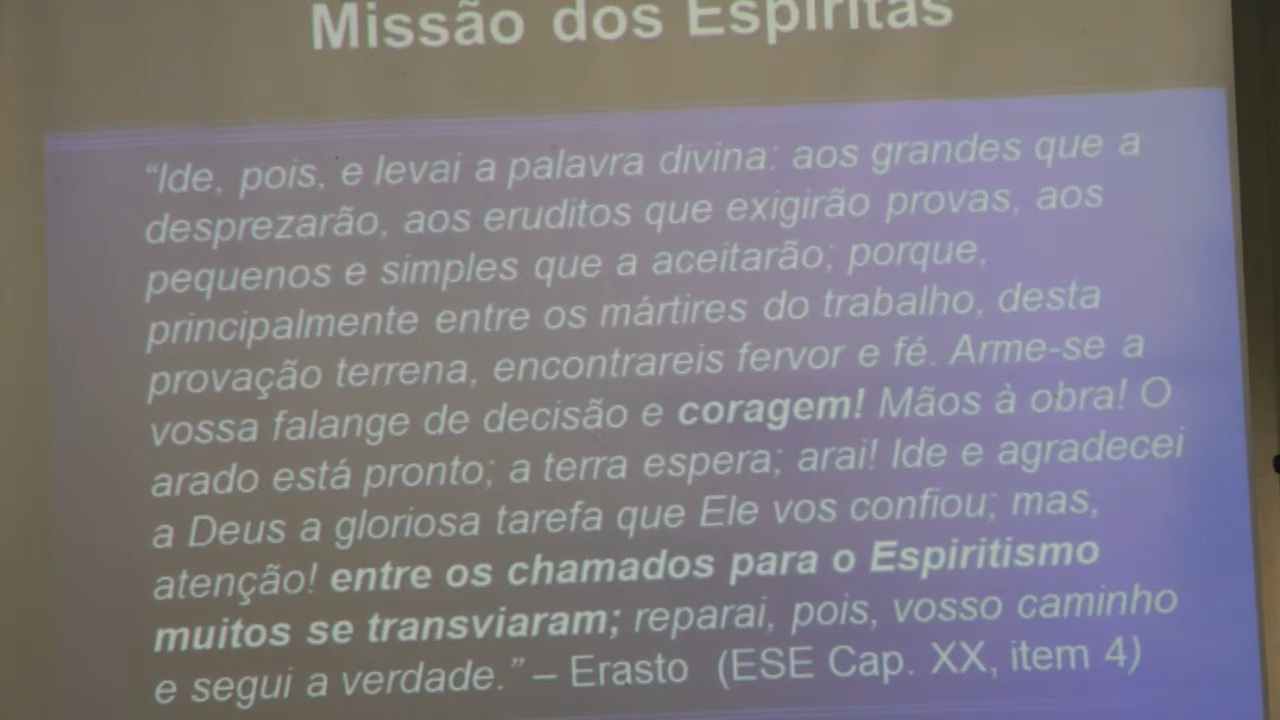 Missão dos Espíritas
“Ide, pois, e levai a palavra divina: aos grandes que a
desprezarão, aos eruditos que exigirão provas, aos
pequenos e simples que a aceitarão; porque,
principalmente entre os mártires do trabalho, desta
provação terrena, encontrareis fervor e fé. Arme-se a
vossa falange de decisão e coragem! Mãos à obra! O
arado está pronto; a terra espera; arai! Ide e agradecei
a Deus a gloriosa tarefa que Ele vos confiou; mas,
atenção! entre os chamados para o Espiritismo
muitos se transviaram; reparai, pois, vosso caminho
e segui a verdade.” – Erasto (ESE Cap. XX, item 4)